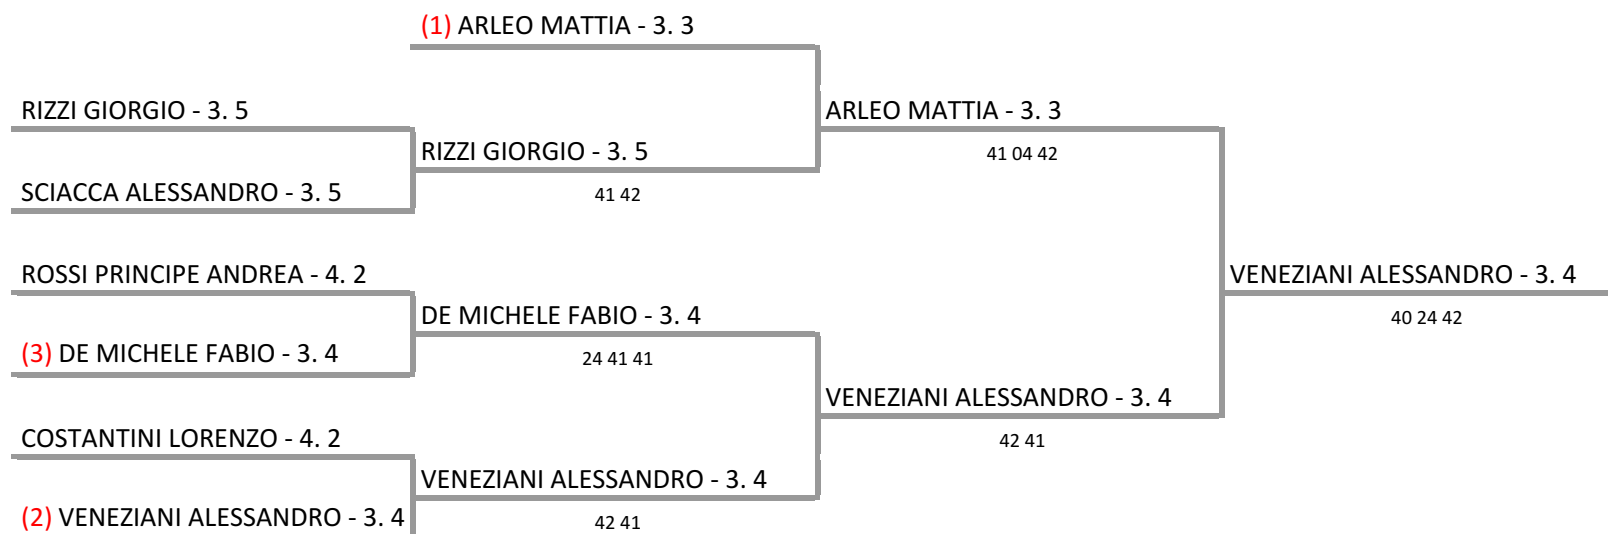 (1) ARLEO MATTIA - 3. 3
RIZZI GIORGIO - 3. 5
ARLEO MATTIA - 3. 3
RIZZI GIORGIO - 3. 5
41 04 42
SCIACCA ALESSANDRO - 3. 5
41 42
ROSSI PRINCIPE ANDREA - 4. 2
VENEZIANI ALESSANDRO - 3. 4
DE MICHELE FABIO - 3. 4
40 24 42
(3) DE MICHELE FABIO - 3. 4
24 41 41
VENEZIANI ALESSANDRO - 3. 4
COSTANTINI LORENZO - 4. 2
42 41
VENEZIANI ALESSANDRO - 3. 4
(2) VENEZIANI ALESSANDRO - 3. 4
42 41